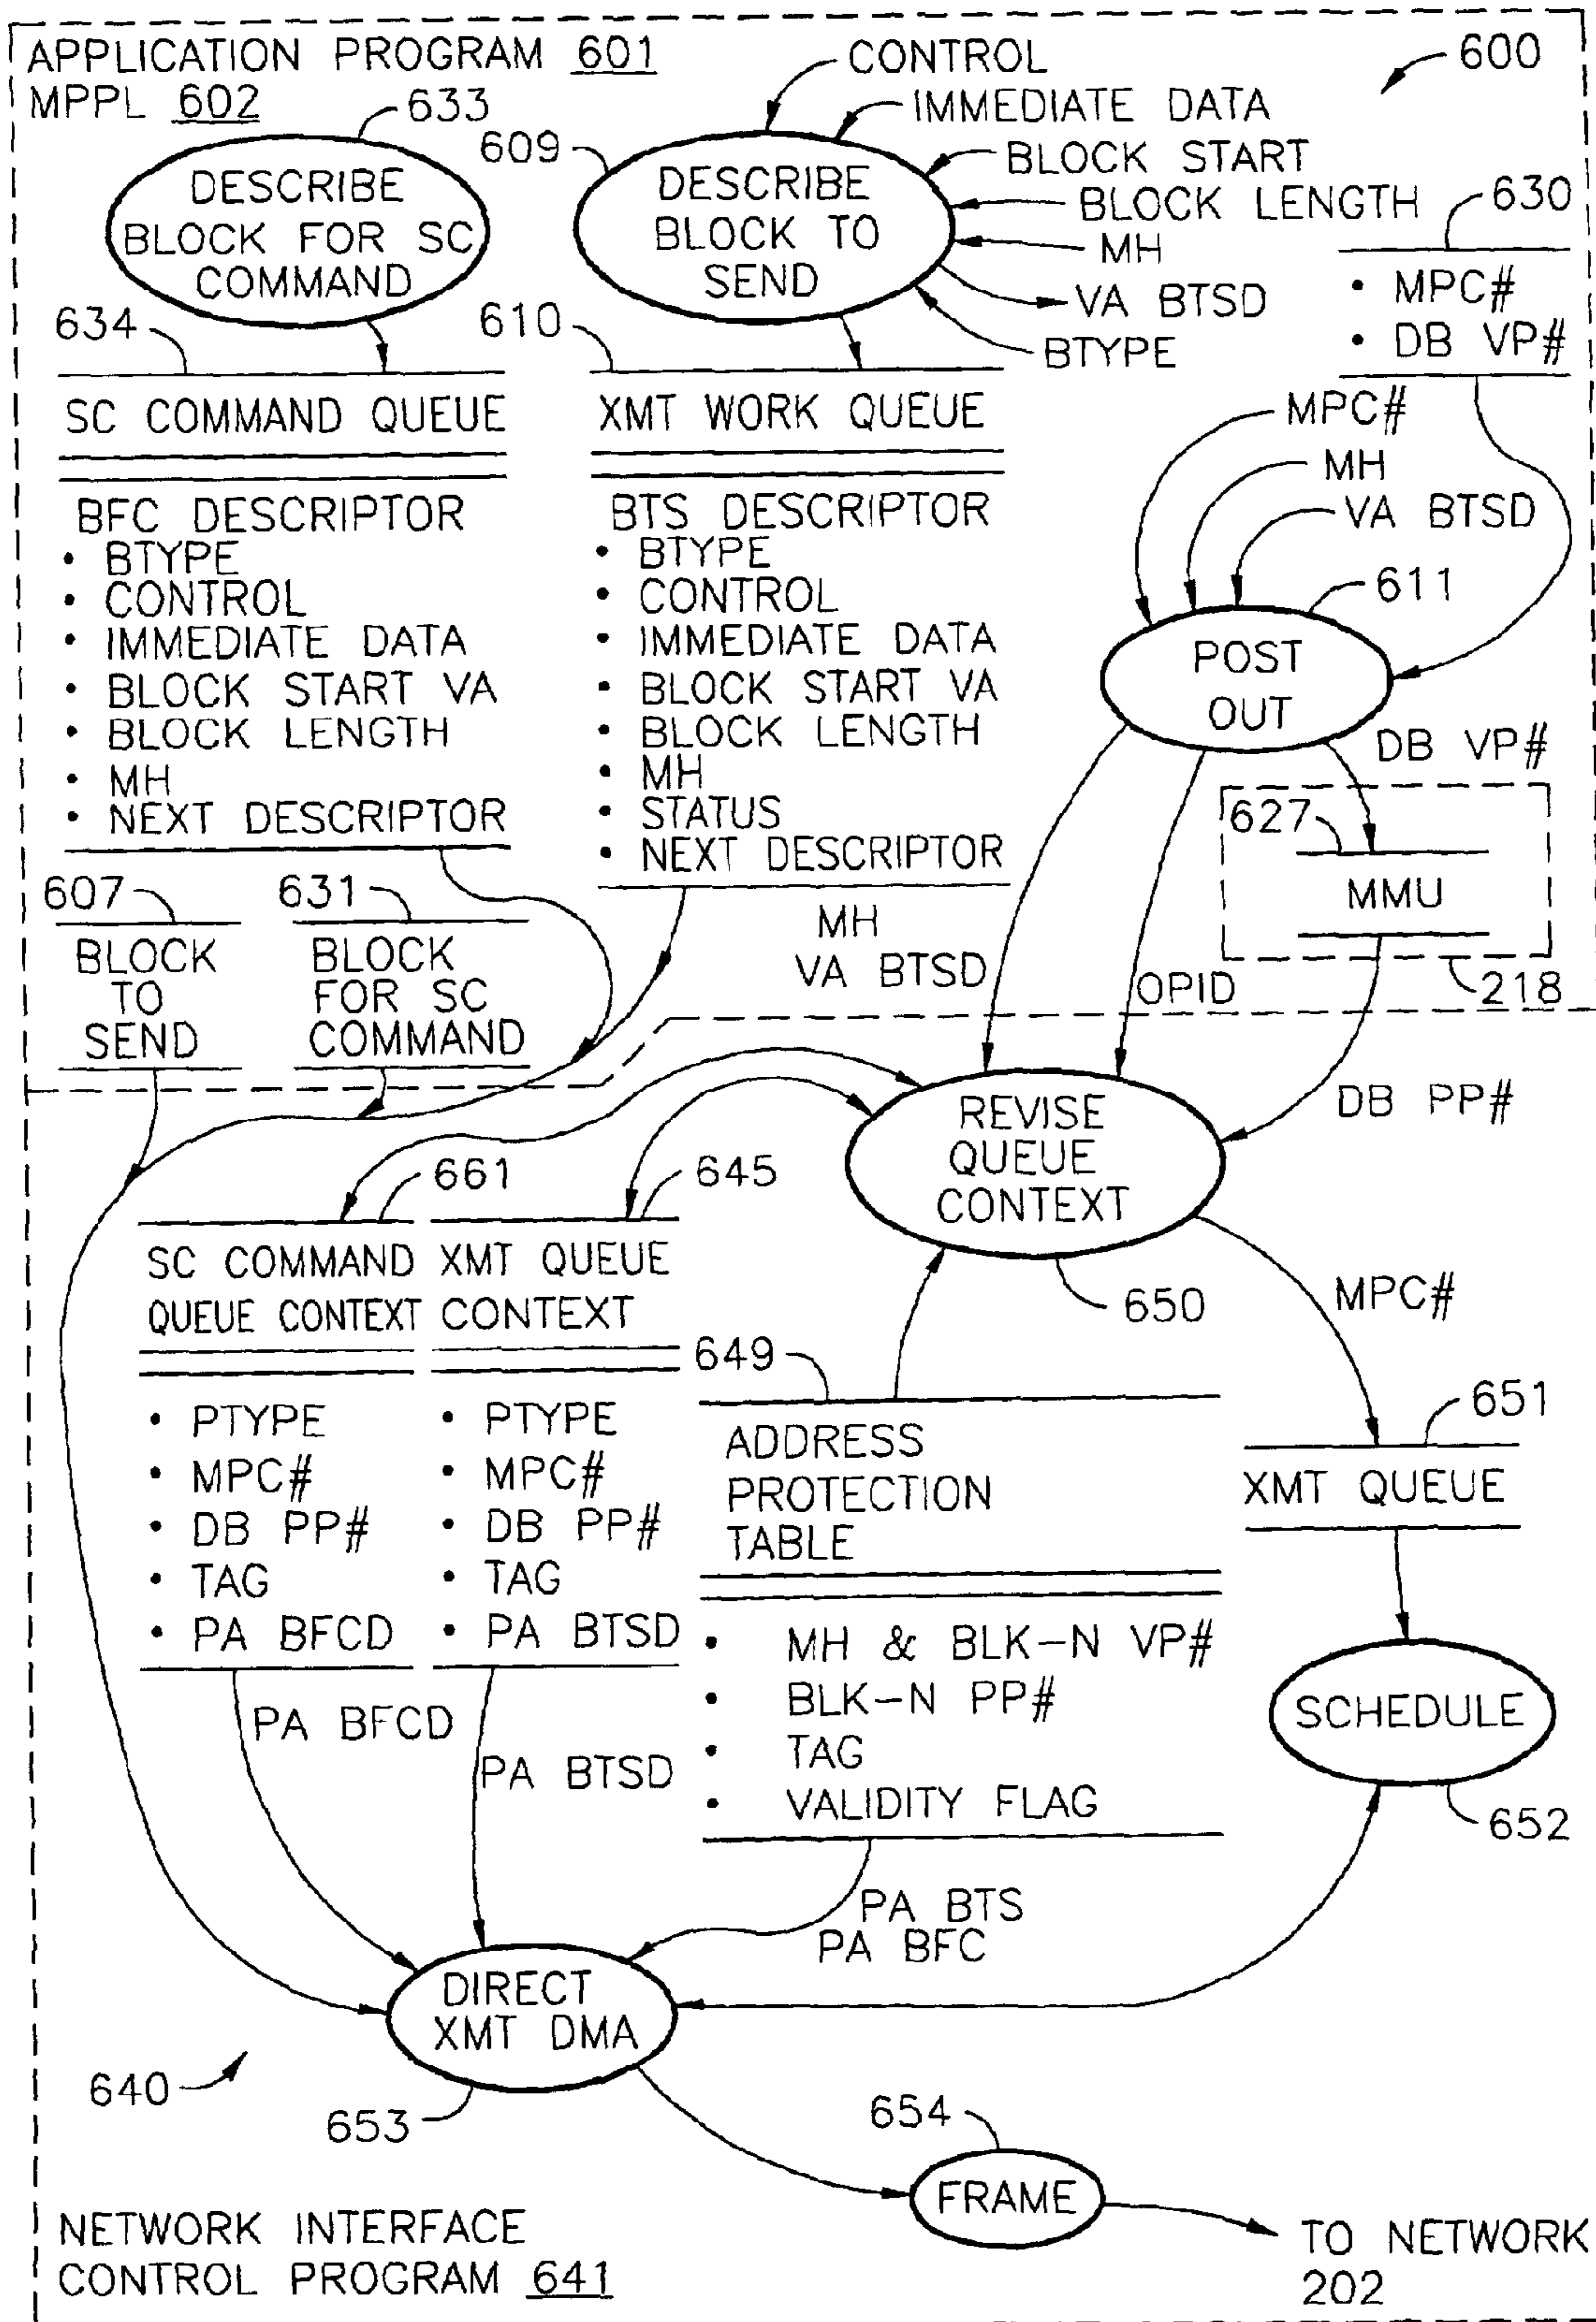 APPLICATION PROGRAM 601
MPPL 602
600
CONTROL
IMMEDIATE DATA
BLOCK START
BLOCK LENGTH
MH
VA BTSD
BTYPE
633
DESCRIBE
BLOCK FOR SC
COMMAND
609
DESCRIBE
BLOCK TO
SEND
630
• MPC#
• DB VP#
634
SC COMMAND QUEUE
BFC DESCRIPTOR
• BTYPE
• CONTROL
• IMMEDIATE DATA
• BLOCK START VA
• BLOCK LENGTH
• MH
• NEXT DESCRIPTOR
610
XMT WORK QUEUE
BTS DESCRIPTOR
• BTYPE
• CONTROL
• IMMEDIATE DATA
• BLOCK START VA
• BLOCK LENGTH
• MH
• STATUS
• NEXT DESCRIPTOR
MPC#
MH
VA BTSD
611
POST
OUT
DB VP#
627
MMU
218
607
BLOCK
TO
SEND
631
BLOCK
FOR SC
COMMAND
MH
VA BTSD
OPID
DB PP#
REVISE
QUEUE
CONTEXT
650
661
SC COMMAND
QUEUE CONTEXT
• PTYPE
• MPC#
• DB PP#
• TAG
• PA BFCD
645
XMT QUEUE
CONTEXT
• PTYPE
• MPC#
• DB PP#
• TAG
• PA BTSD
649
ADDRESS
PROTECTION
TABLE
• MH & BLK-N VP#
• BLK-N PP#
• TAG
• VALIDITY FLAG
MPC#
651
XMT QUEUE
SCHEDULE
652
PA BFCD
PA BTSD
PA BTS
PA BFC
DIRECT
XMT DMA
653
640
654
FRAME
TO NETWORK
202
NETWORK INTERFACE
CONTROL PROGRAM 641